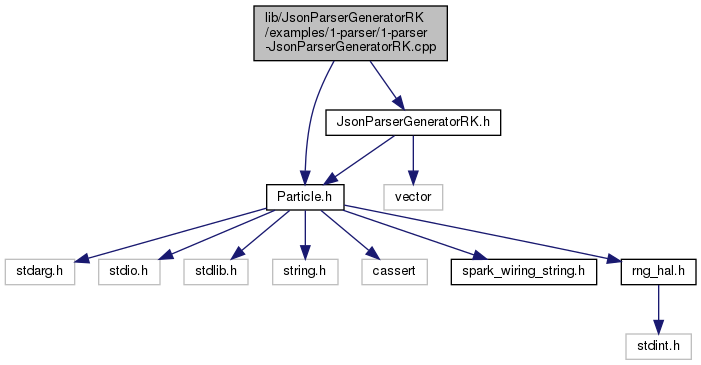 lib/JsonParserGeneratorRK
/examples/1-parser/1-parser
-JsonParserGeneratorRK.cpp
JsonParserGeneratorRK.h
Particle.h
vector
stdarg.h
stdio.h
stdlib.h
string.h
cassert
spark_wiring_string.h
rng_hal.h
stdint.h